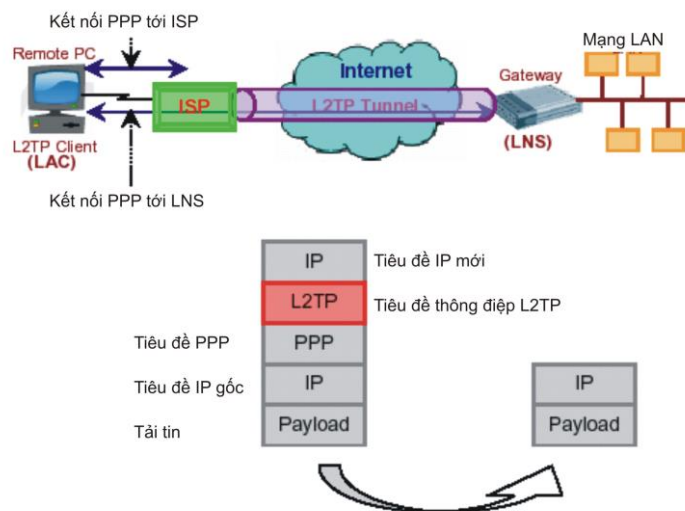 Kết nối PPP tới ISP
Remote PC
Internet
Gateway
Mạng LAN
ISP
L2TP Tunnel
L2TP Client
(LAC)
(LNS)
Kết nối PPP tới LNS
IP
Tiêu đề IP mới
L2TP
Tiêu đề thông điệp L2TP
Tiêu đề PPP
PPP
Tiêu đề IP gốc
IP
IP
Tải tin
Payload
Payload